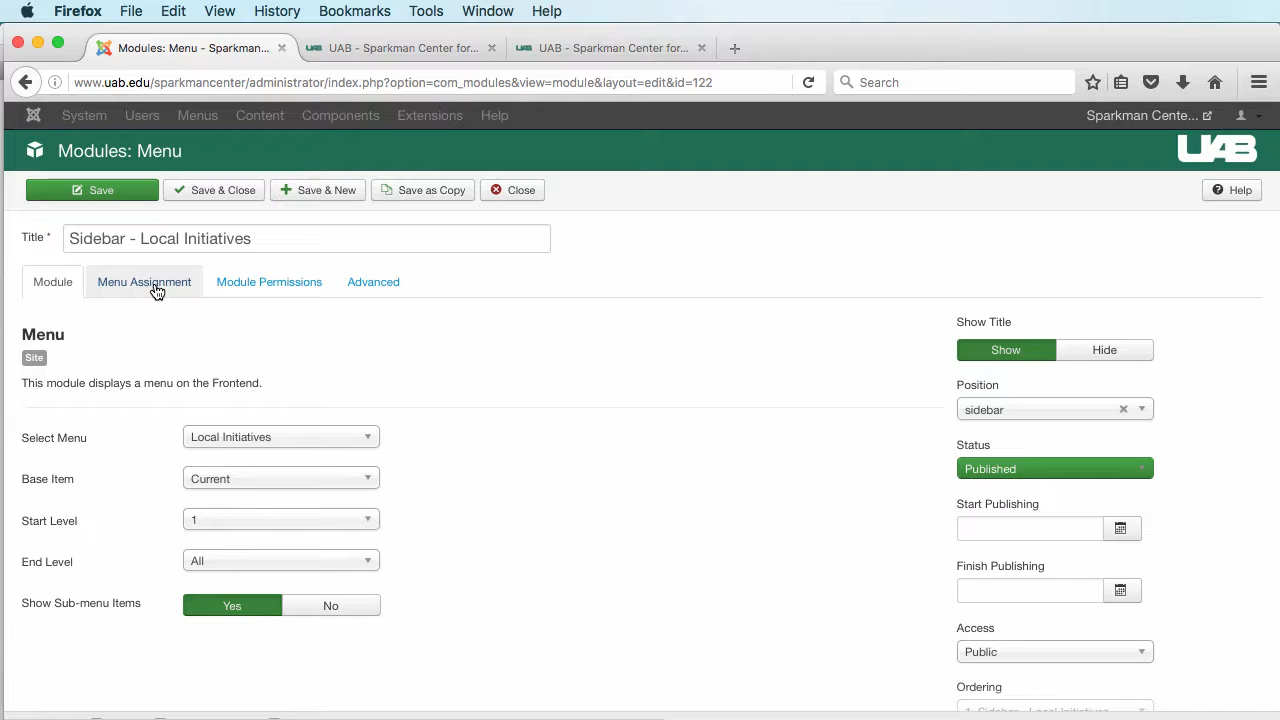 Firefox File Edit View History Bookmarks Tools Window Help
Modules: Menu - Sparkman... UAB - Sparkman Center for... UAB - Sparkman Center for...
www.uab.edu/sparkmancenter/administrator/index.php?option=com_modules&view=module&layout=edit&id=122 Search
System Users Menus Content Components Extensions Help Sparkman Cente...
Modules: Menu UAB
Save Save & Close Save & New Save as Copy Close Help
Title * Sidebar - Local Initiatives
Module Menu Assignment Module Permissions Advanced
Menu
Site
This module displays a menu on the Frontend.
Select Menu Local Initiatives
Base Item Current
Start Level 1
End Level All
Show Sub-menu Items Yes No
Show Title
Show Hide
Position
sidebar
Status
Published
Start Publishing
Finish Publishing
Access
Public
Ordering
1. Sidebar - Local Initiatives